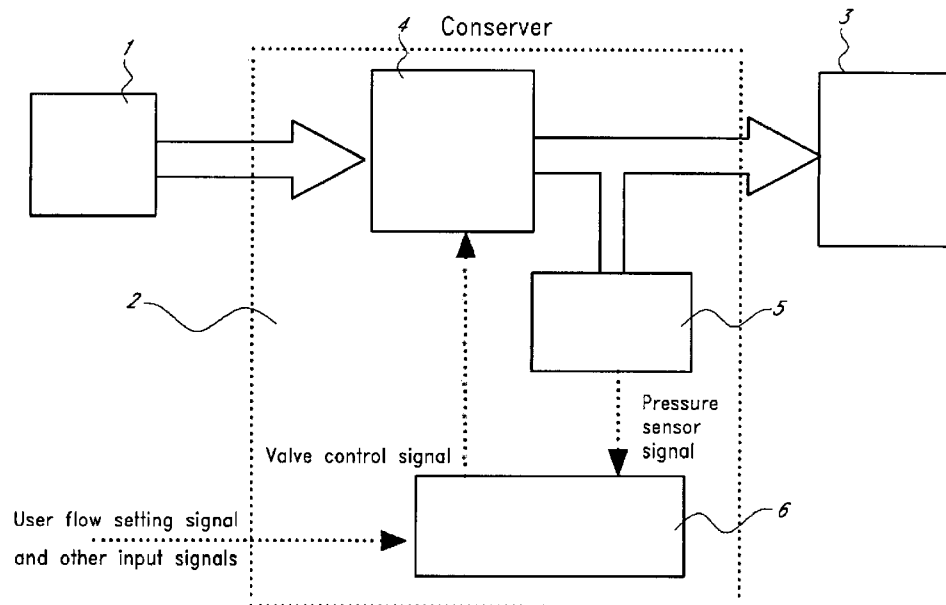 Conserver
1
4
3
2
5
Pressure
sensor
signal
Valve control signal
User flow setting signal
and other input signals
6